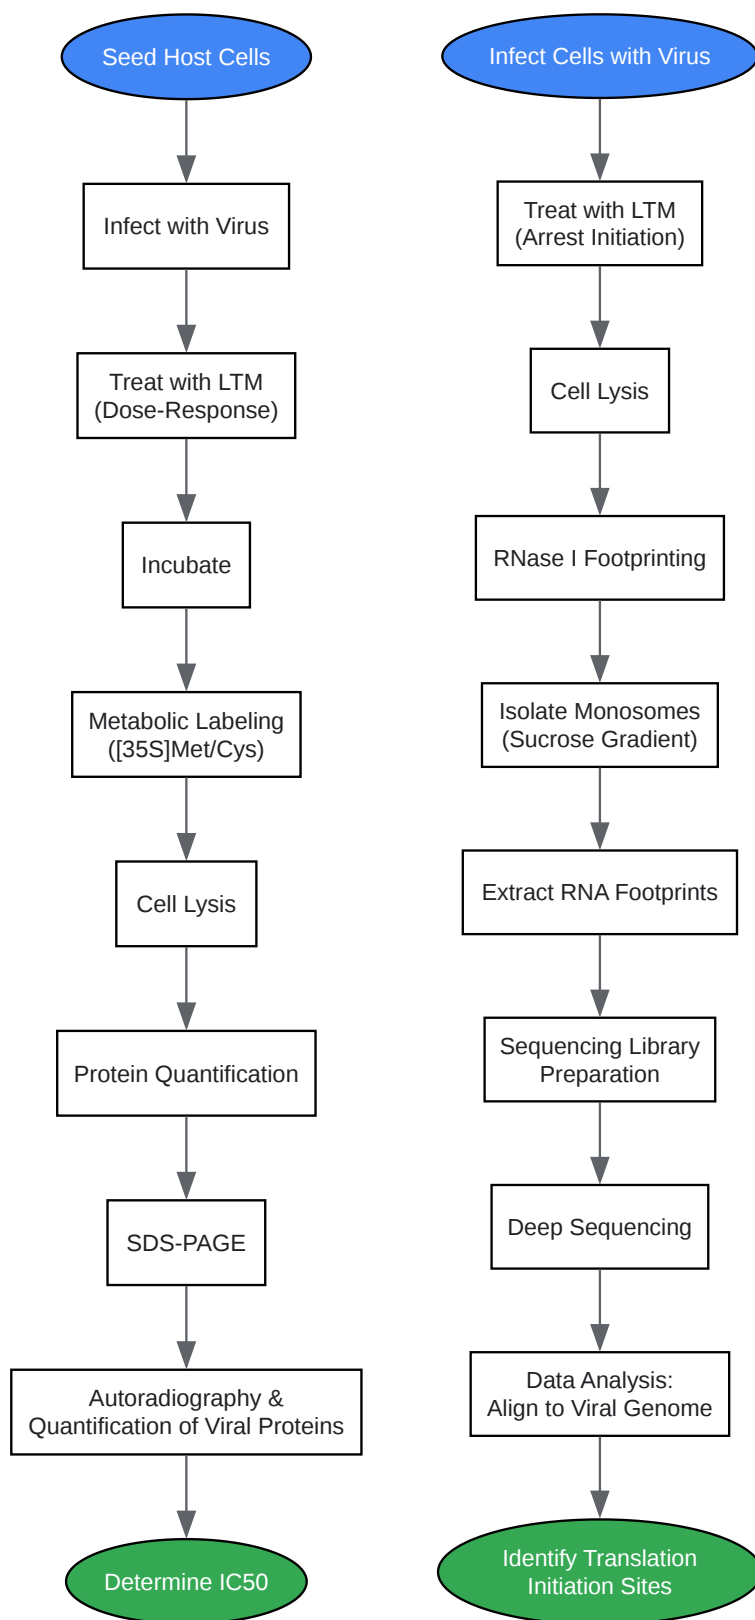 Seed Host Cells
Infect with Virus
Treat with LTM
(Dose-Response)
Incubate
Metabolic Labeling
([35S]Met/Cys)
Cell Lysis
Protein Quantification
SDS-PAGE
Autoradiography &
Quantification of Viral Proteins
Determine IC50
Infect Cells with Virus
Treat with LTM
(Arrest Initiation)
Cell Lysis
RNase I Footprinting
Isolate Monosomes
(Sucrose Gradient)
Extract RNA Footprints
Sequencing Library
Preparation
Deep Sequencing
Data Analysis:
Align to Viral Genome
Identify Translation
Initiation Sites